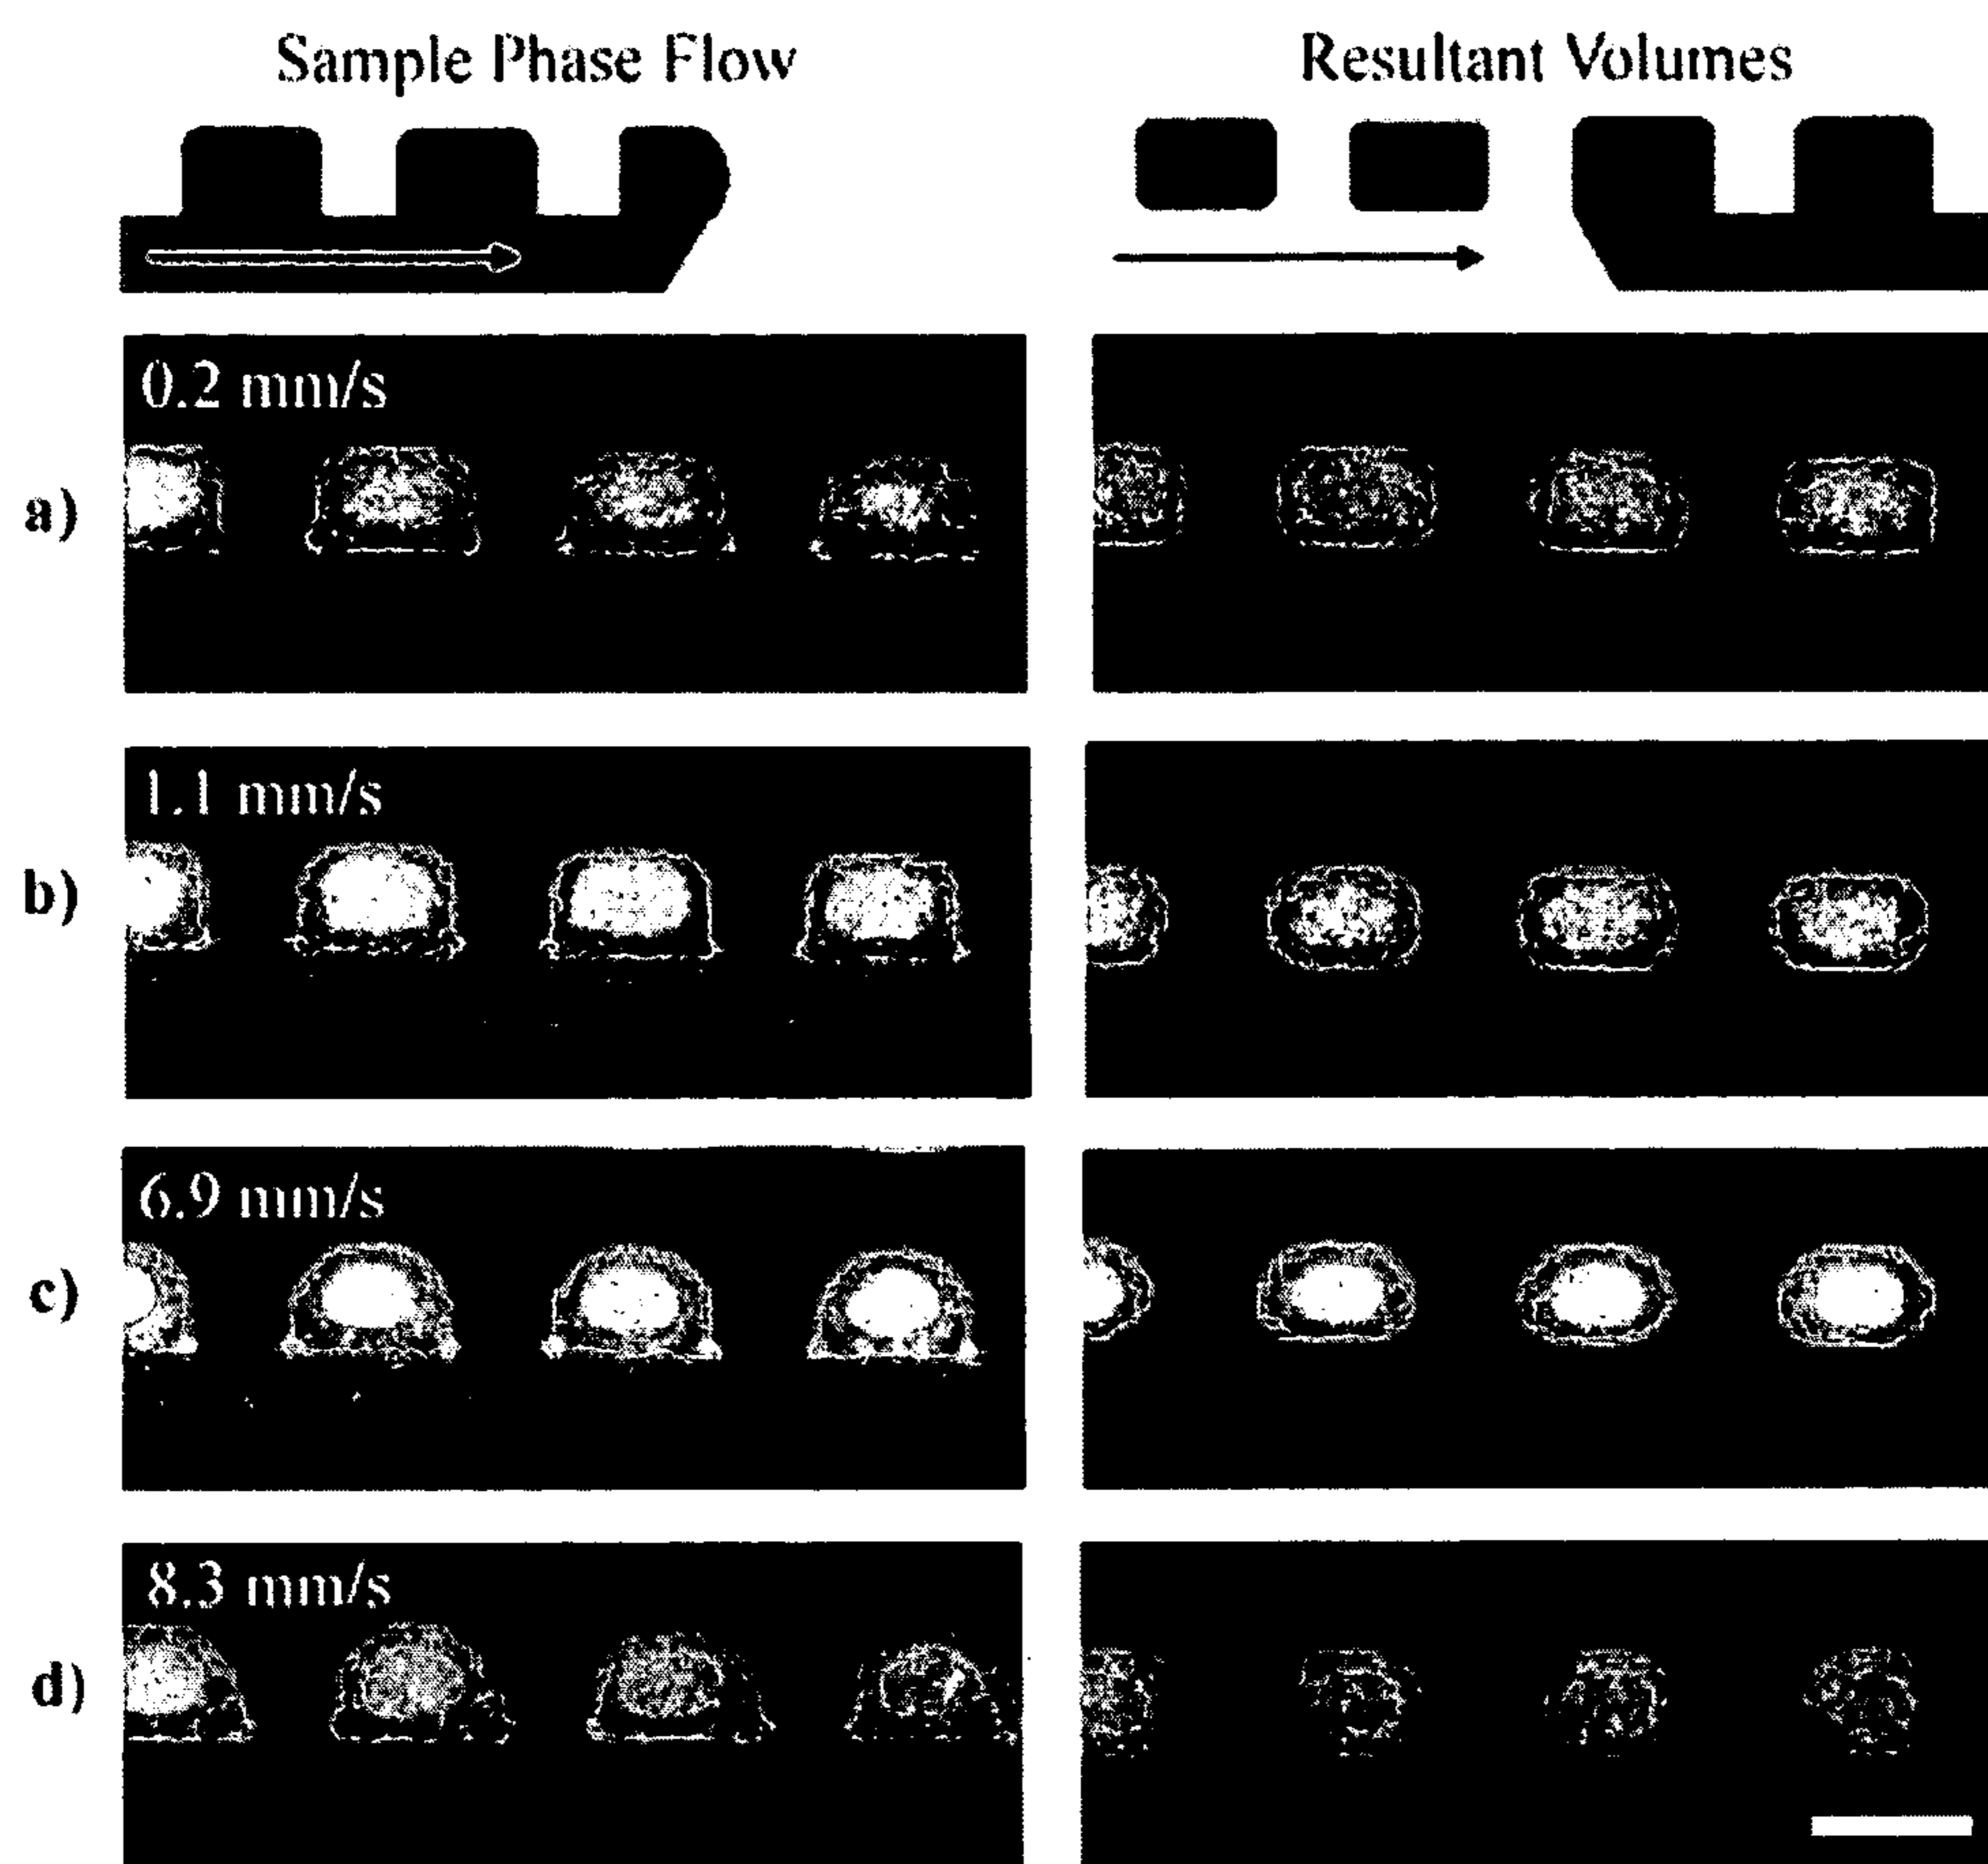 Sample Phase Flow
Resultant Volumes
a)
0.2 mm/s
b)
1.1 mm/s
c)
6.9 mm/s
d)
8.3 mm/s